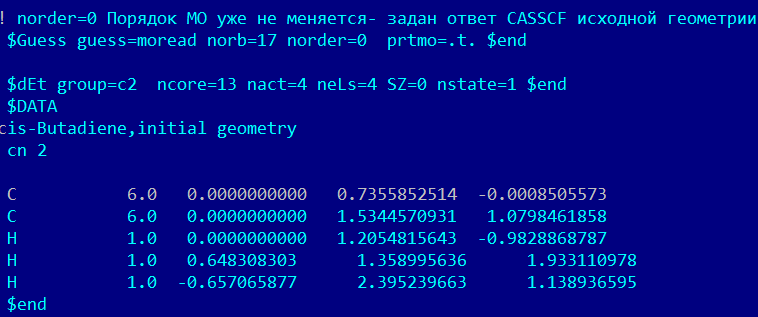 ! norder=0 Порядок МО уже не меняется- задан ответ CASSCF исходной геометрии
$Guess guess=moread norb=17 norder=0  prtmo=.t. $end
$dEt group=c2  ncore=13 nact=4 neLs=4 SZ=0 nstate=1 $end
$DATA
cis-Butadiene,initial geometry
cn 2
C 6.0 0.0000000000 0.7355852514 -0.0008505573
C 6.0 0.0000000000 1.5344570931 1.0798461858
H 1.0 0.0000000000 1.2054815643 -0.9828868787
H 1.0 0.648308303 1.358995636 1.933110978
H 1.0 -0.657065877 2.395239663 1.138936595
$end